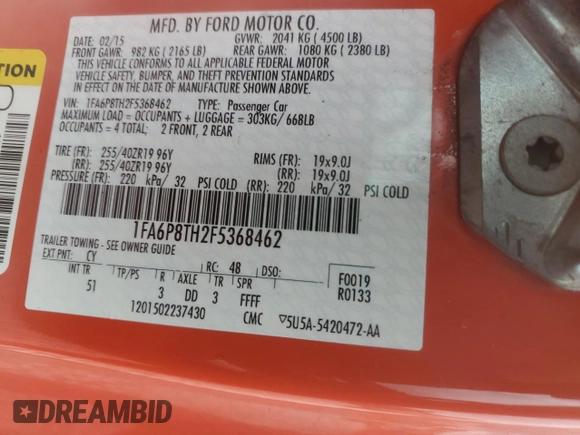 MFD. BY FORD MOTOR CO.
DATE: 02/15 GVWR: 2041 KG ( 4500 LB)
FRONT GAWR: 982 KG ( 2165 LB) REAR GAWR: 1080 KG ( 2380 LB)
THIS VEHICLE CONFORMS TO ALL APPLICABLE FEDERAL MOTOR
VEHICLE SAFETY, BUMPER, AND THEFT PREVENTION STANDARDS
IN EFFECT ON THE DATE OF MANUFACTURE SHOWN ABOVE.
VIN: 1FA6P8TH2F5368462 TYPE: Passenger Car
MAXIMUM LOAD = OCCUPANTS + LUGGAGE = 303KG/ 668LB
OCCUPANTS = 4 TOTAL; 2 FRONT, 2 REAR
TIRE (FR): 255/40ZR19 96Y RIMS (FR): 19x9.0J
(RR): 255/40ZR19 96Y (RR): 19x9.0J
PRESSURE (FR): 220 kPa/ 32 PSI COLD (RR): 220 kPa/ 32 PSI COLD
1FA6P8TH2F5368462
TRAILER TOWING - SEE OWNER GUIDE
EXT PNT: CY RC: 48 DSO:
INT TR TP/PS R AXLE TR SPR
51 3 DD 3 FFFF
F0019
R0133
1201502237430 CMC ▽5U5A-5420472-AA
TION
DREAMBID